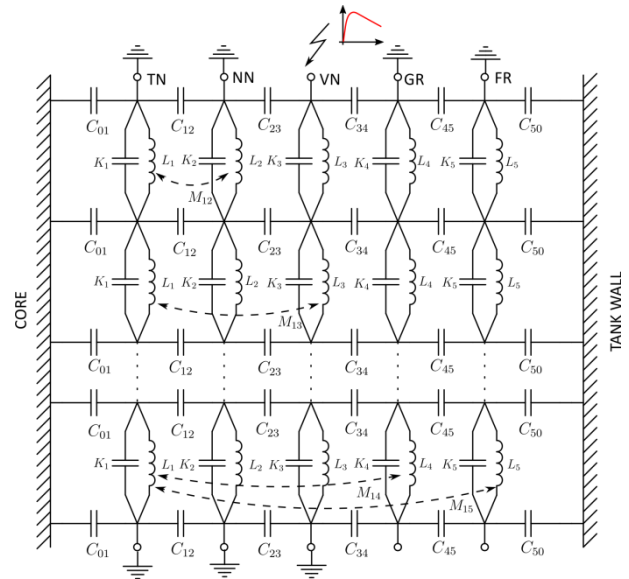 TN NN VN GR FR
C₀₁ C₁₂ C₂₃ C₃₄ C₄₅ C₅₀
K₁ L₁ K₂ L₂ K₃ L₃ K₄ L₄ K₅ L₅
M₁₂
C₀₁ C₁₂ C₂₃ C₃₄ C₄₅ C₅₀
K₁ L₁ K₂ L₂ K₃ L₃ K₄ L₄ K₅ L₅
CORE
TANK WALL
M₁₃
C₀₁ C₁₂ C₂₃ C₃₄ C₄₅ C₅₀
C₀₁ C₁₂ C₂₃ C₃₄ C₄₅ C₅₀
K₁ L₁ K₂ L₂ K₃ L₃ K₄ L₄ K₅ L₅
M₁₄
M₁₅
C₀₁ C₁₂ C₂₃ C₃₄ C₄₅ C₅₀